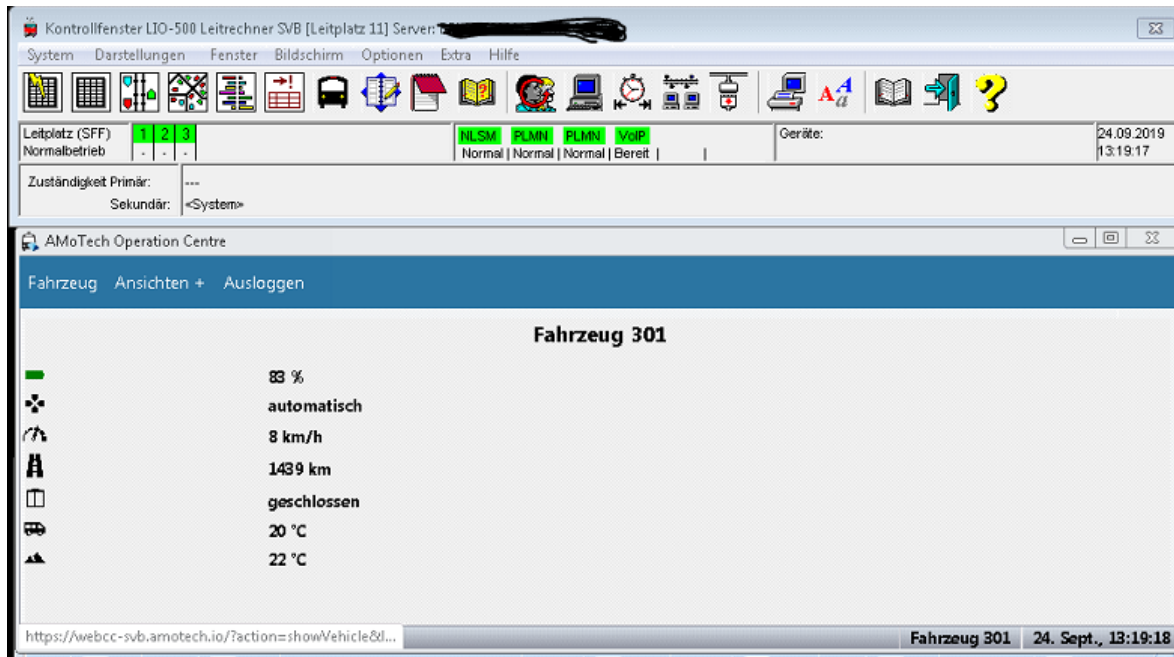 Kontrollfenster LIO-500 Leitrechner SVB [Leitplatz 11] Server:
System Darstellungen Fenster Bildschirm Optionen Extra Hilfe
Leitplatz (SFF) 1 2 3 NLSM PLMN PLMN VoIP Geräte: 24.09.2019
Normalbetrieb - - - Normal | Normal | Normal | Bereit | | 13:19:17
Zuständigkeit Primär: ---
Sekundär: <System>
AMoTech Operation Centre
Fahrzeug Ansichten + Ausloggen
Fahrzeug 301
83 %
automatisch
8 km/h
1439 km
geschlossen
20 °C
22 °C
https://webcc-svb.amotech.io/?action=showVehicle&l... Fahrzeug 301 24. Sept., 13:19:18